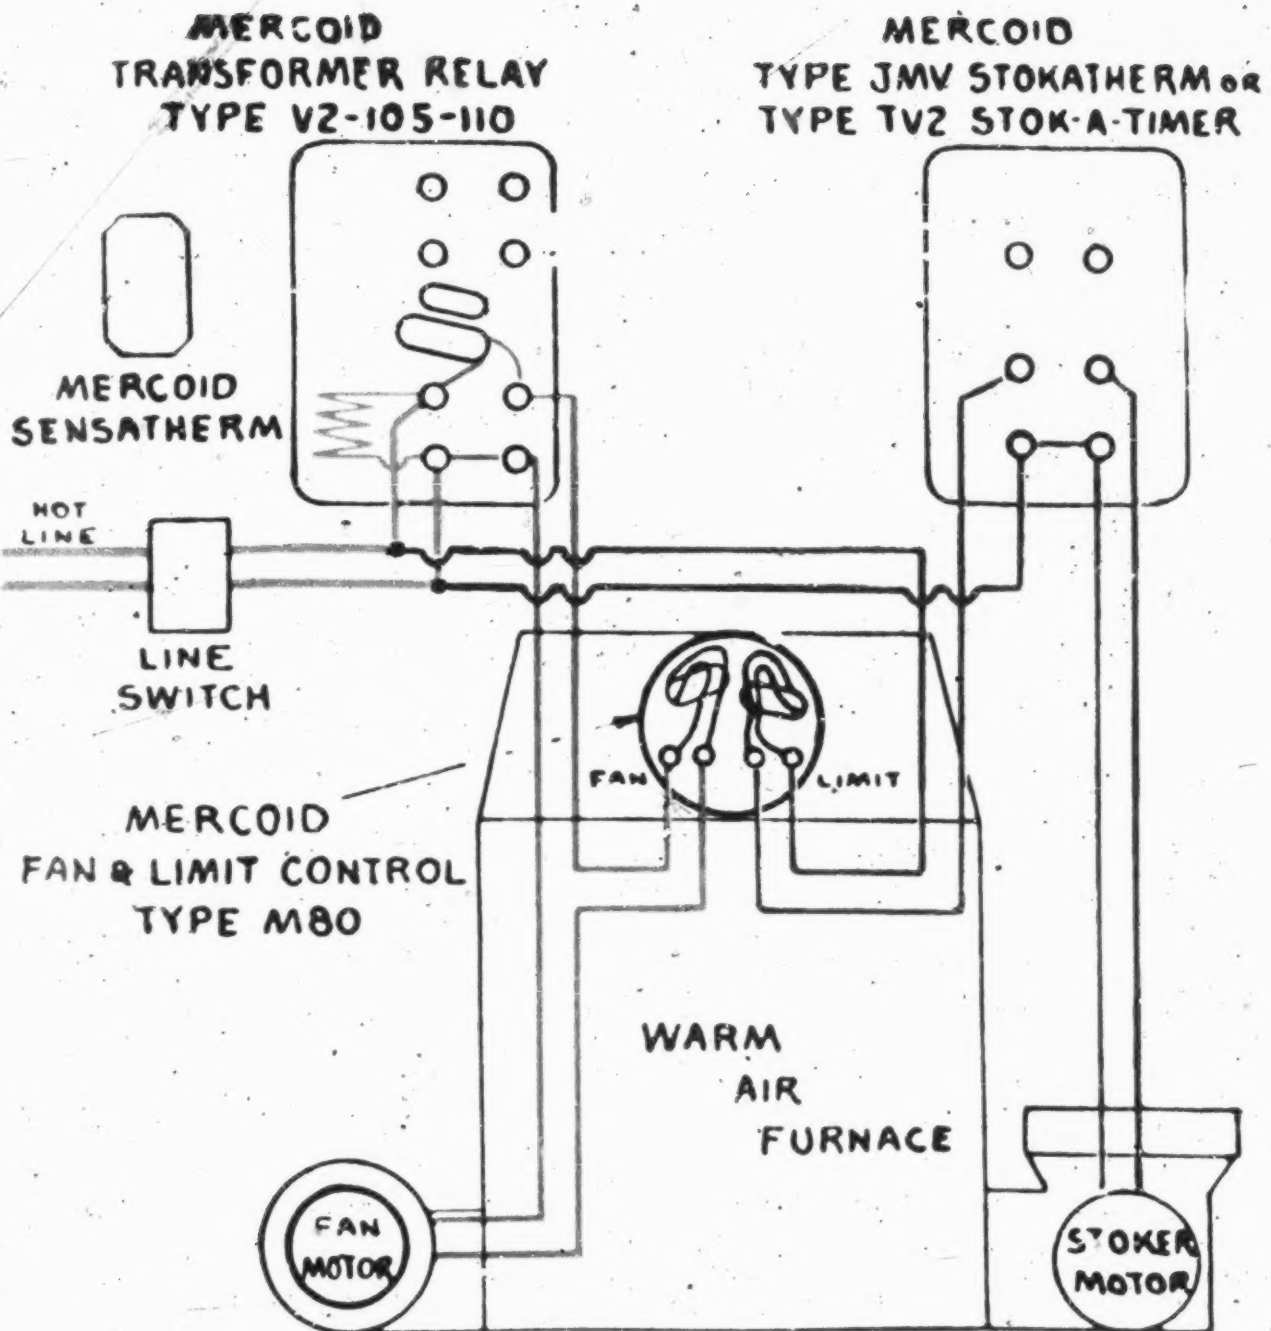 MERCOID
TRANSFORMER RELAY
TYPE V2-105-110
MERCOID
TYPE JMV STOKATHERM OR
TYPE TV2 STOK-A-TIMER
MERCOID
SENSATHERM
HOT
LINE
LINE
SWITCH
FAN
LIMIT
MERCOID
FAN & LIMIT CONTROL
TYPE M80
WARM
AIR
FURNACE
FAN
MOTOR
STOKER
MOTOR